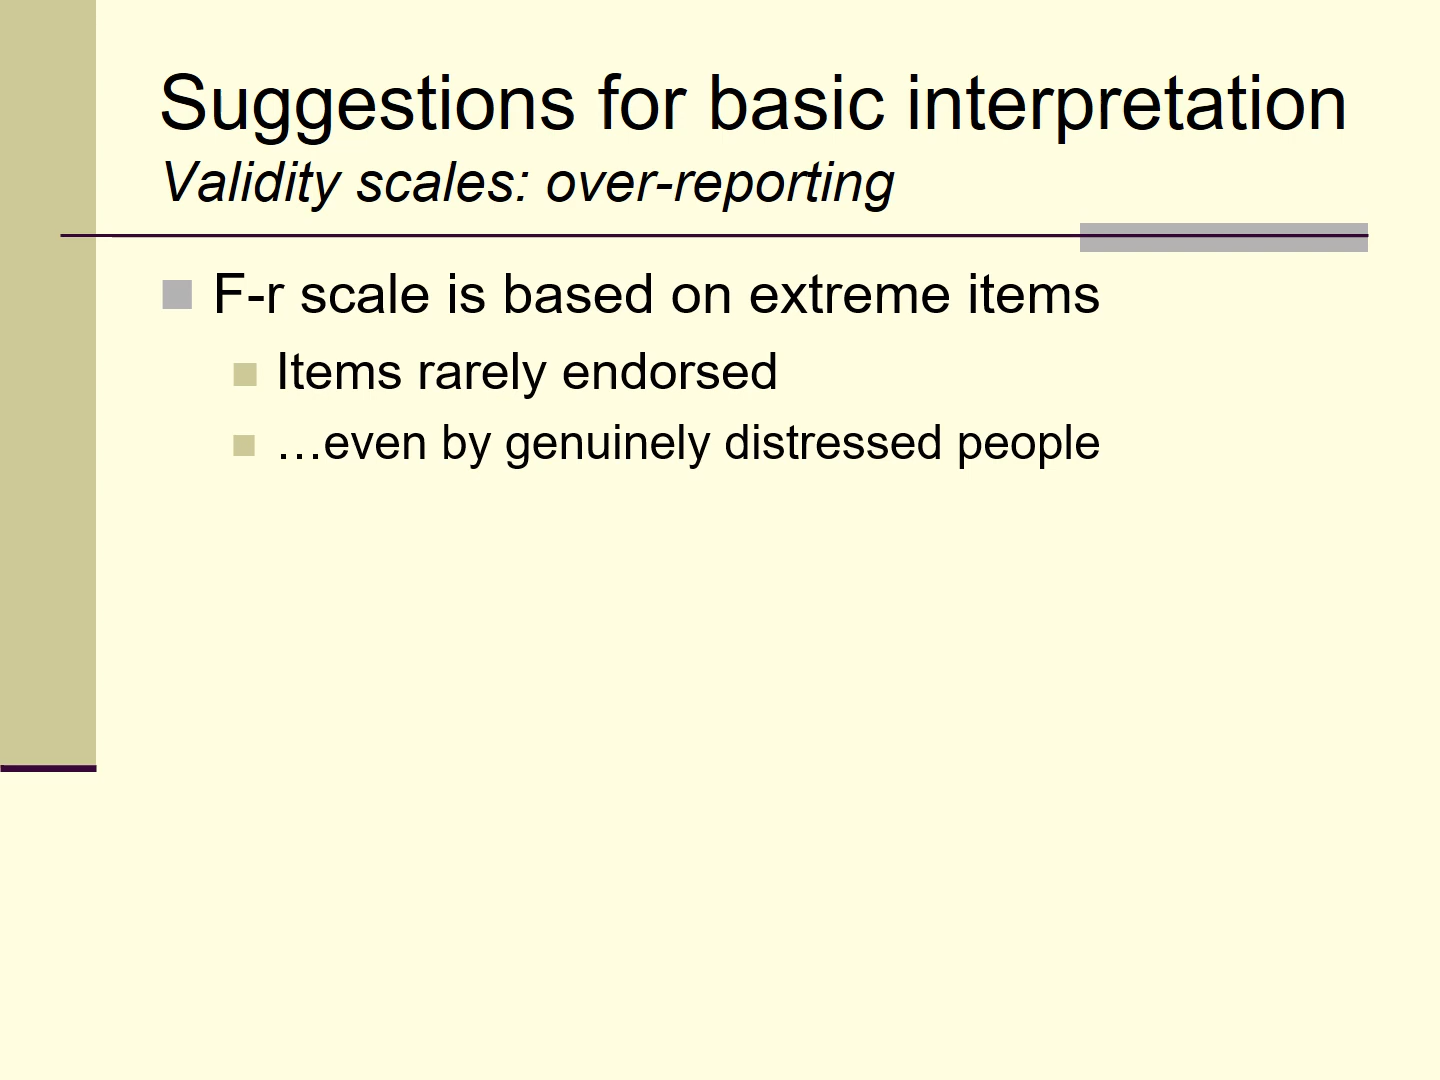 Suggestions for basic interpretation
Validity scales: over-reporting
F-r scale is based on extreme items
Items rarely endorsed
…even by genuinely distressed people